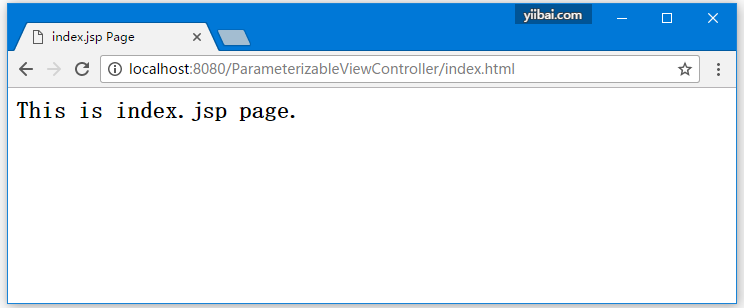 yiibai.com
index.jsp Page
localhost:8080/ParameterizableViewController/index.html
This is index.jsp page.